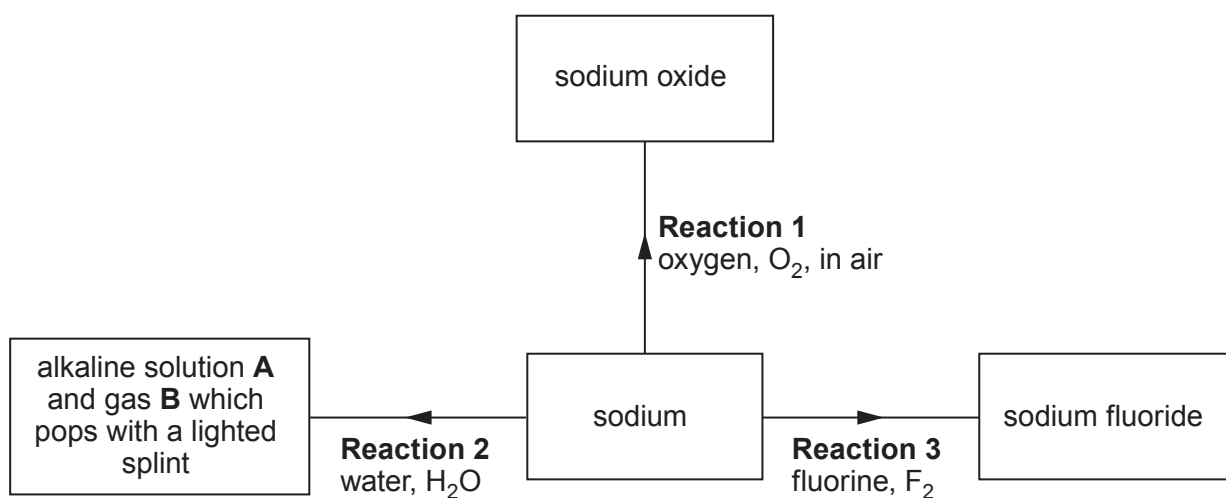 sodium oxide
Reaction 1
oxygen, O₂, in air
alkaline solution A
and gas B which
pops with a lighted
splint
Reaction 2
water, H₂O
sodium
Reaction 3
fluorine, F₂
sodium fluoride